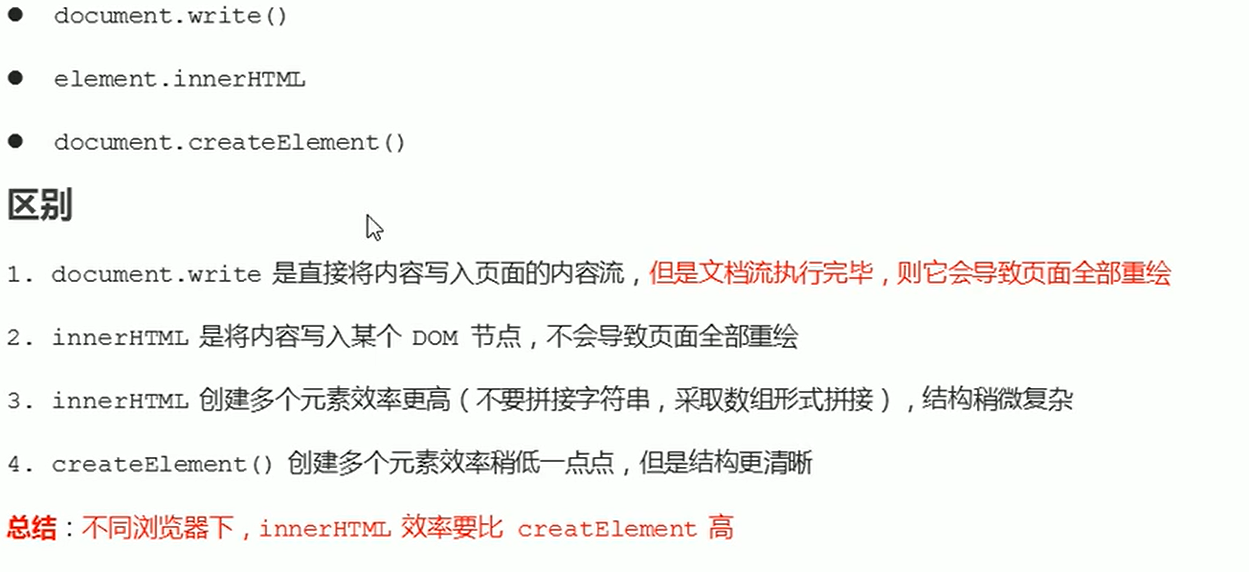 ● document.write()
● element.innerHTML
● document.createElement()
区别
1. document.write 是直接将内容写入页面的内容流，但是文档流执行完毕，则它会导致页面全部重绘
2. innerHTML 是将内容写入某个 DOM 节点，不会导致页面全部重绘
3. innerHTML 创建多个元素效率更高（不要拼接字符串，采取数组形式拼接），结构稍微复杂
4. createElement() 创建多个元素效率稍低一点点，但是结构更清晰
总结：不同浏览器下，innerHTML 效率要比 creatElement 高